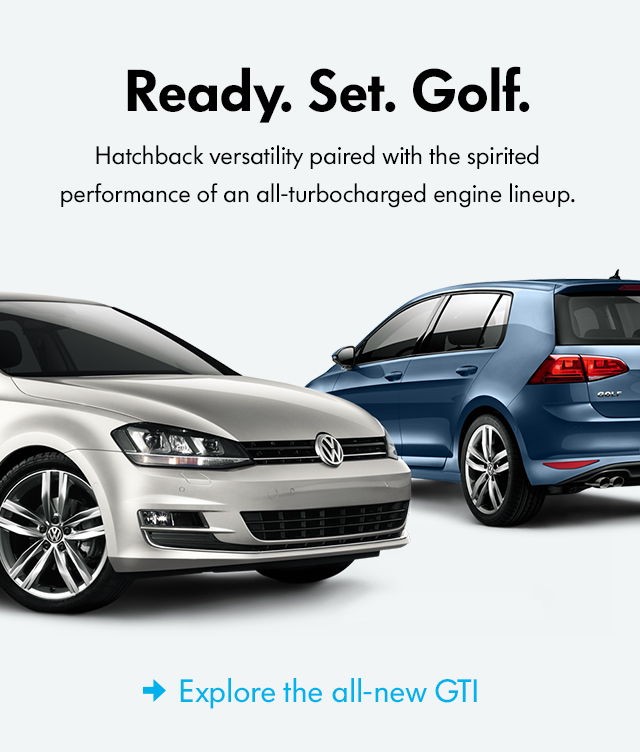 Ready. Set. Golf.
Hatchback versatility paired with the spirited
performance of an all-turbocharged engine lineup.
GOLF
Explore the all-new GTI